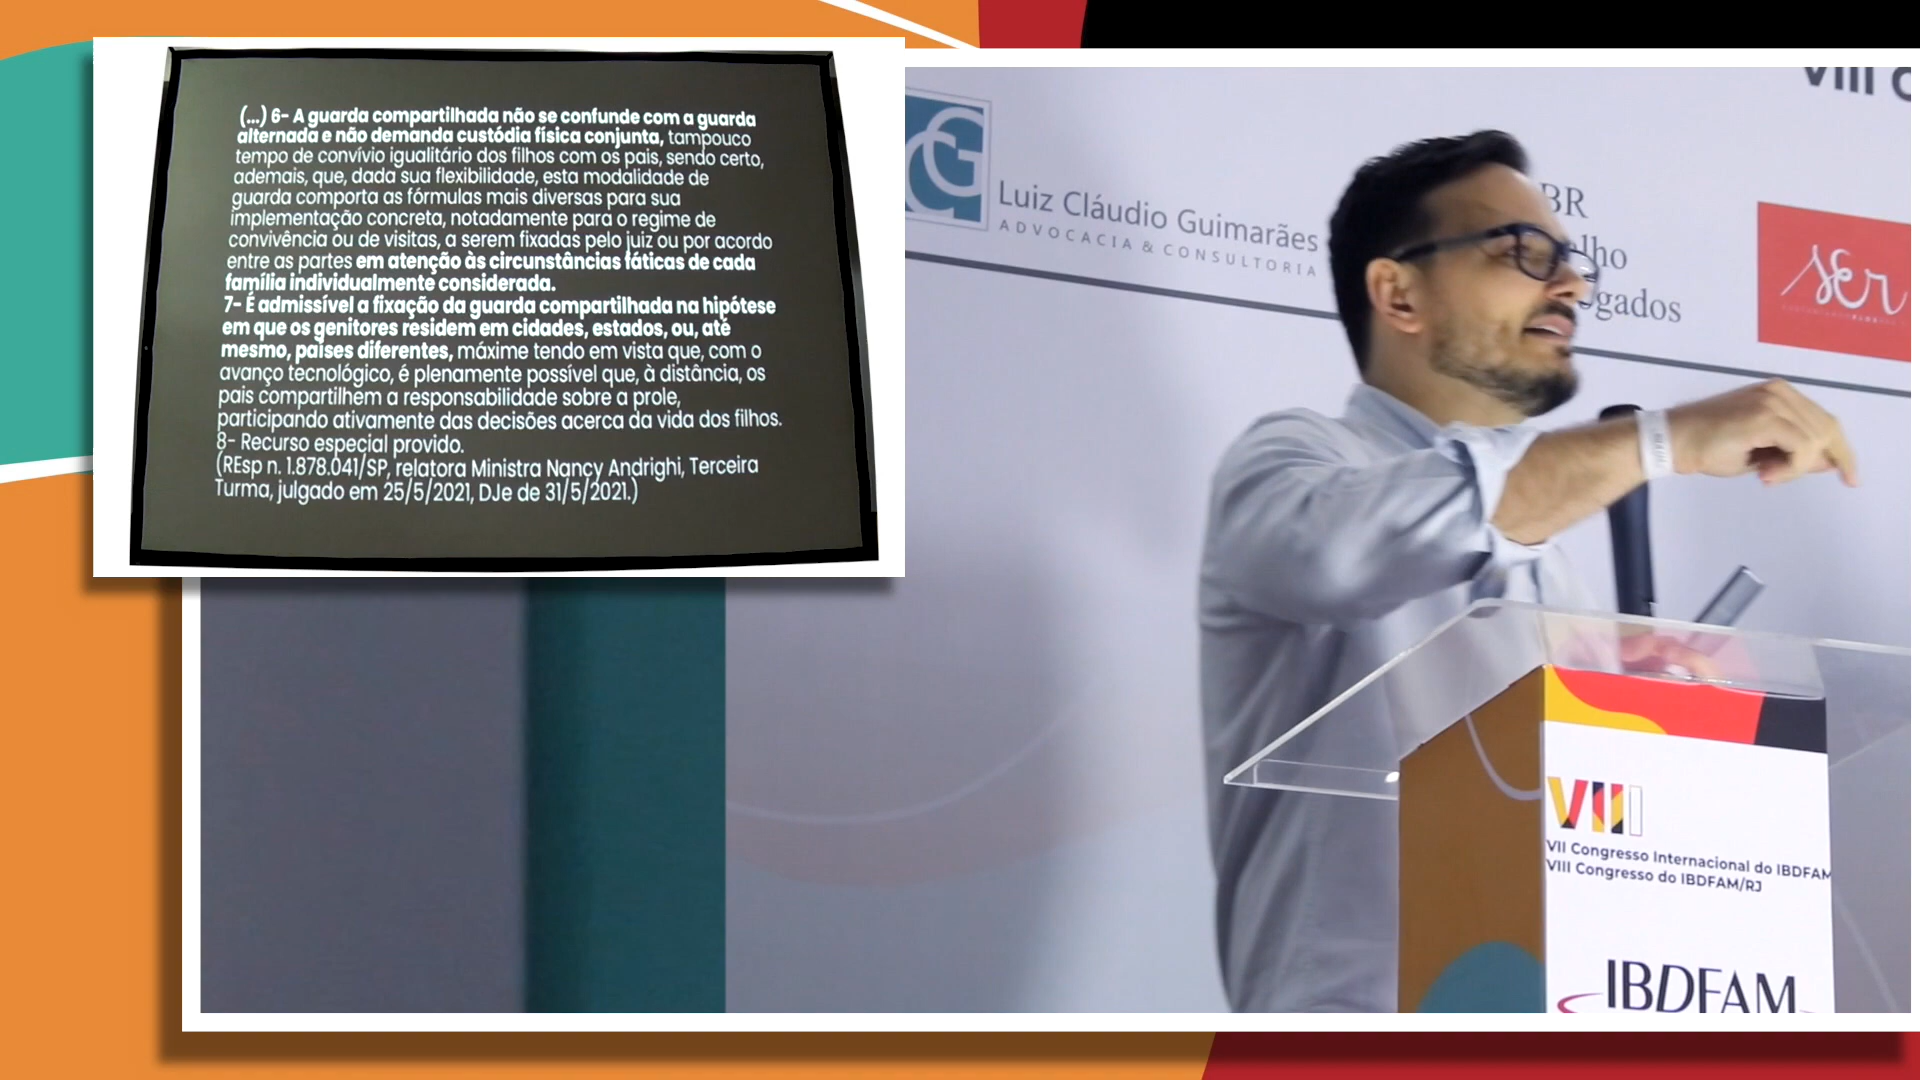 (...) 6- A guarda compartilhada não se confunde com a guarda
alternada e não demanda custódia física conjunta, tampouco
tempo de convívio igualitário dos filhos com os pais, sendo certo,
ademais, que, dada sua flexibilidade, esta modalidade de
guarda comporta as fórmulas mais diversas para sua
implementação concreta, notadamente para o regime de
convivência ou de visitas, a serem fixadas pelo juiz ou por acordo
entre as partes em atenção às circunstâncias fáticas de cada
família individualmente considerada.
7- É admissível a fixação da guarda compartilhada na hipótese
em que os genitores residem em cidades, estados, ou, até
mesmo, países diferentes, máxime tendo em vista que, com o
avanço tecnológico, é plenamente possível que, à distância, os
pais compartilhem a responsabilidade sobre a prole,
participando ativamente das decisões acerca da vida dos filhos.
8- Recurso especial provido.
(REsp n. 1.878.041/SP, relatora Ministra Nancy Andrighi, Terceira
Turma, julgado em 25/5/2021, DJe de 31/5/2021.)
VIII C
Luiz Cláudio Guimarães
ADVOCACIA & CONSULTORIA
BR
lho
ogados
ser
VIII
VII Congresso Internacional do IBDFAM
VIII Congresso do IBDFAM/RJ
IBDFAM